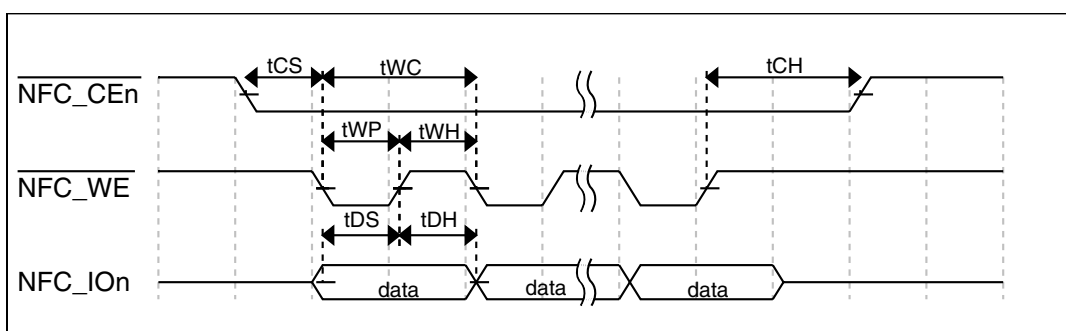 tCS tWC tCH
NFC_CEn
tWP tWH
NFC_WE
tDS tDH
NFC_IOn
data data data